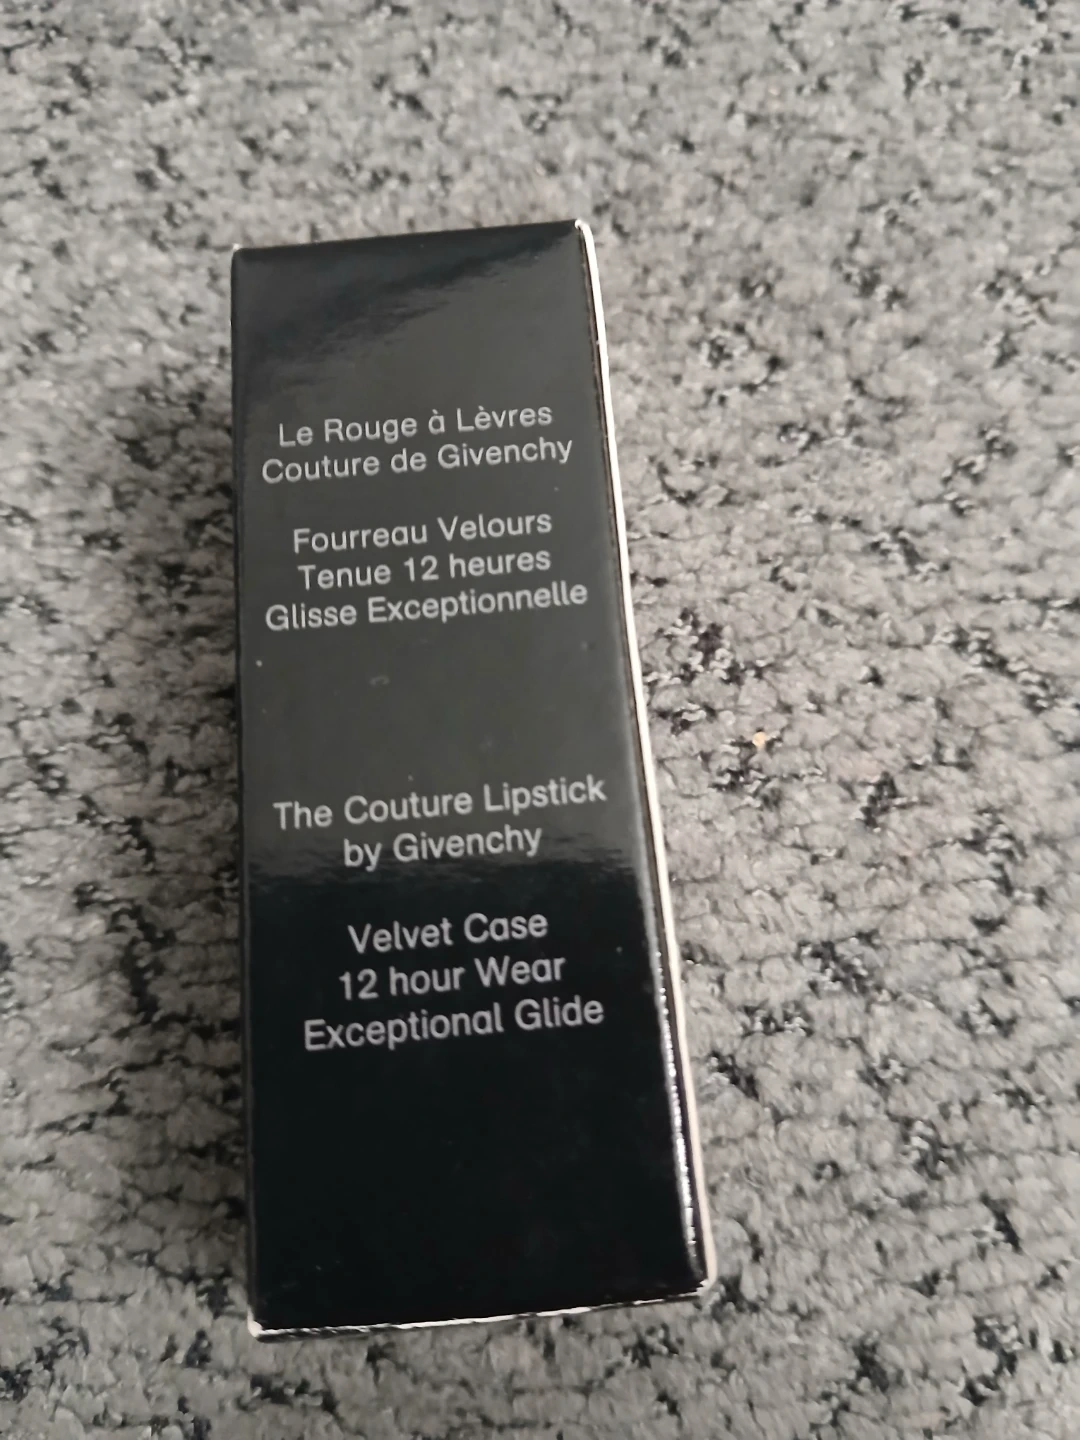 Le Rouge à Lèvres
Couture de Givenchy
Fourreau Velours
Tenue 12 heures
Glisse Exceptionnelle
The Couture Lipstick
by Givenchy
Velvet Case
12 hour Wear
Exceptional Glide